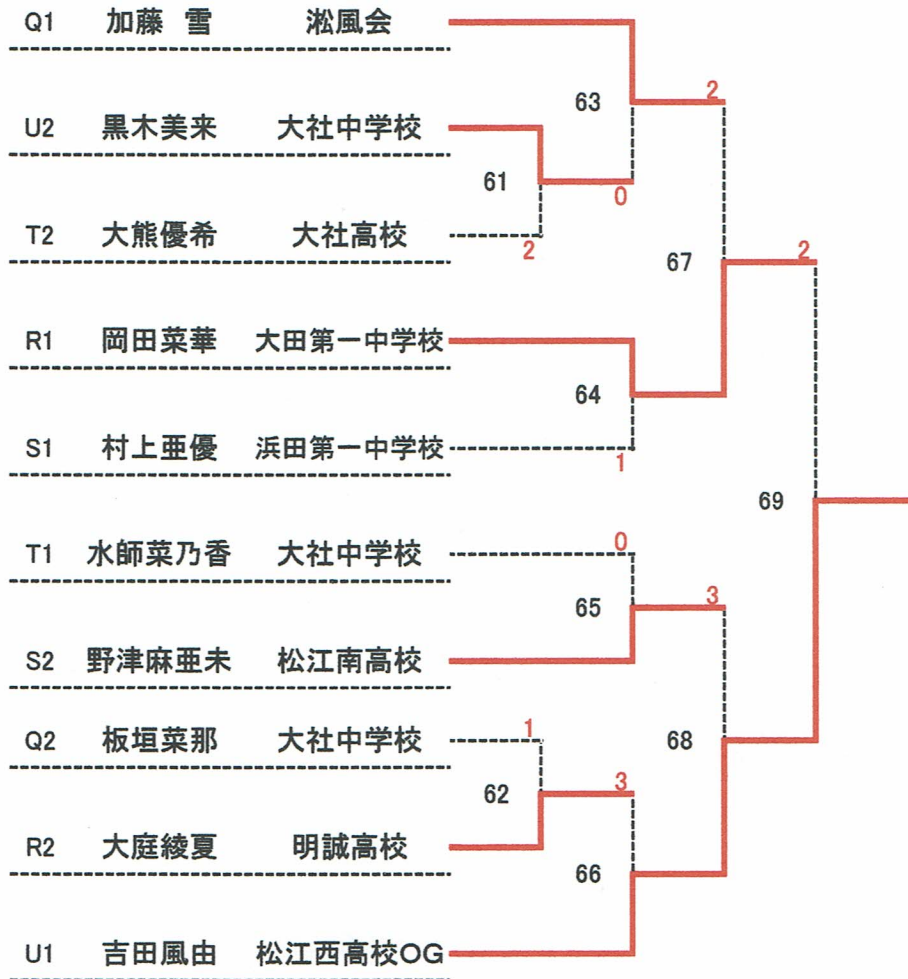 Q1 加藤 雪 淞風会
2
63
U2 黒木美来 大社中学校
61
0
T2 大熊優希 大社高校
2
67
2
R1 岡田菜華 大田第一中学校
64
S1 村上亜優 浜田第一中学校
1
69
T1 水師菜乃香 大社中学校
0
65
3
S2 野津麻亜未 松江南高校
Q2 板垣菜那 大社中学校
1
68
62
3
R2 大庭綾夏 明誠高校
66
U1 吉田風由 松江西高校OG